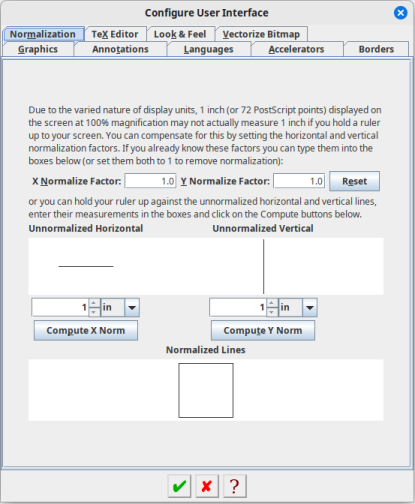 Configure User Interface
Normalization TeX Editor Look & Feel Vectorize Bitmap
Graphics Annotations Languages Accelerators Borders
Due to the varied nature of display units, 1 inch (or 72 PostScript points) displayed on
the screen at 100% magnification may not actually measure 1 inch if you hold a ruler
up to your screen. You can compensate for this by setting the horizontal and vertical
normalization factors. If you already know these factors you can type them into the
boxes below (or set them both to 1 to remove normalization):
X Normalize Factor: 1.0 Y Normalize Factor: 1.0 Reset
or you can hold your ruler up against the unnormalized horizontal and vertical lines,
enter their measurements in the boxes and click on the Compute buttons below.
Unnormalized Horizontal Unnormalized Vertical
1 in 1 in
Compute X Norm Compute Y Norm
Normalized Lines
?